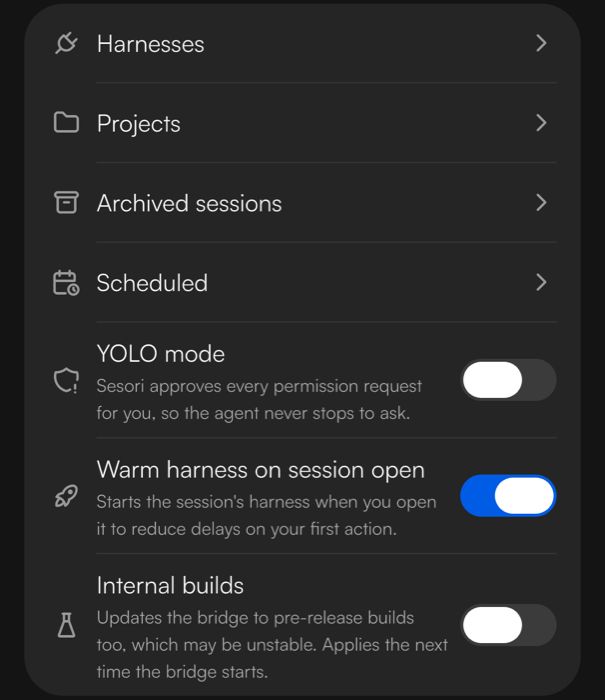 Harnesses
Projects
Archived sessions
Scheduled
YOLO mode
Sesori approves every permission request
for you, so the agent never stops to ask.
Warm harness on session open
Starts the session's harness when you open
it to reduce delays on your first action.
Internal builds
Updates the bridge to pre-release builds
too, which may be unstable. Applies the next
time the bridge starts.